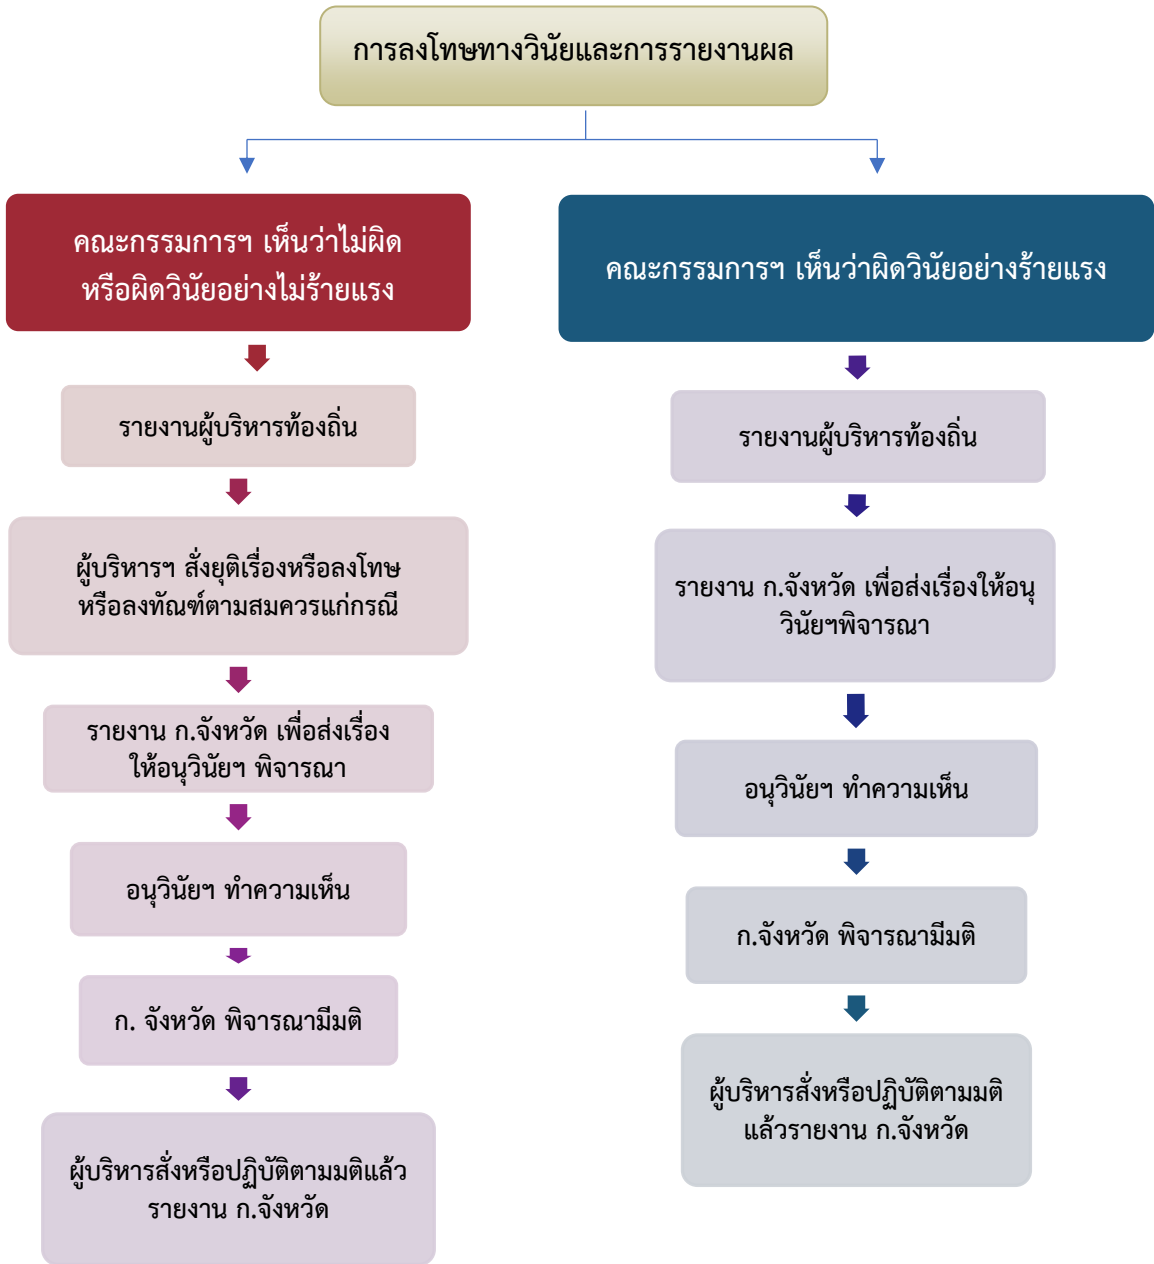 การลงโทษทางวินัยและการรายงานผล
คณะกรรมการฯ เห็นว่าไม่ผิด
หรือผิดวินัยอย่างไม่ร้ายแรง
รายงานผู้บริหารท้องถิ่น
ผู้บริหารฯ สั่งยุติเรื่องหรือลงโทษ
หรือลงทัณฑ์ตามสมควรแก่กรณี
รายงาน ก.จังหวัด เพื่อส่งเรื่อง
ให้อนุวินัยฯ พิจารณา
อนุวินัยฯ ทำความเห็น
ก. จังหวัด พิจารณามีมติ
ผู้บริหารสั่งหรือปฏิบัติตามมติแล้ว
รายงาน ก.จังหวัด
คณะกรรมการฯ เห็นว่าผิดวินัยอย่างร้ายแรง
รายงานผู้บริหารท้องถิ่น
รายงาน ก.จังหวัด เพื่อส่งเรื่องให้อนุ
วินัยฯพิจารณา
อนุวินัยฯ ทำความเห็น
ก.จังหวัด พิจารณามีมติ
ผู้บริหารสั่งหรือปฏิบัติตามมติ
แล้วรายงาน ก.จังหวัด